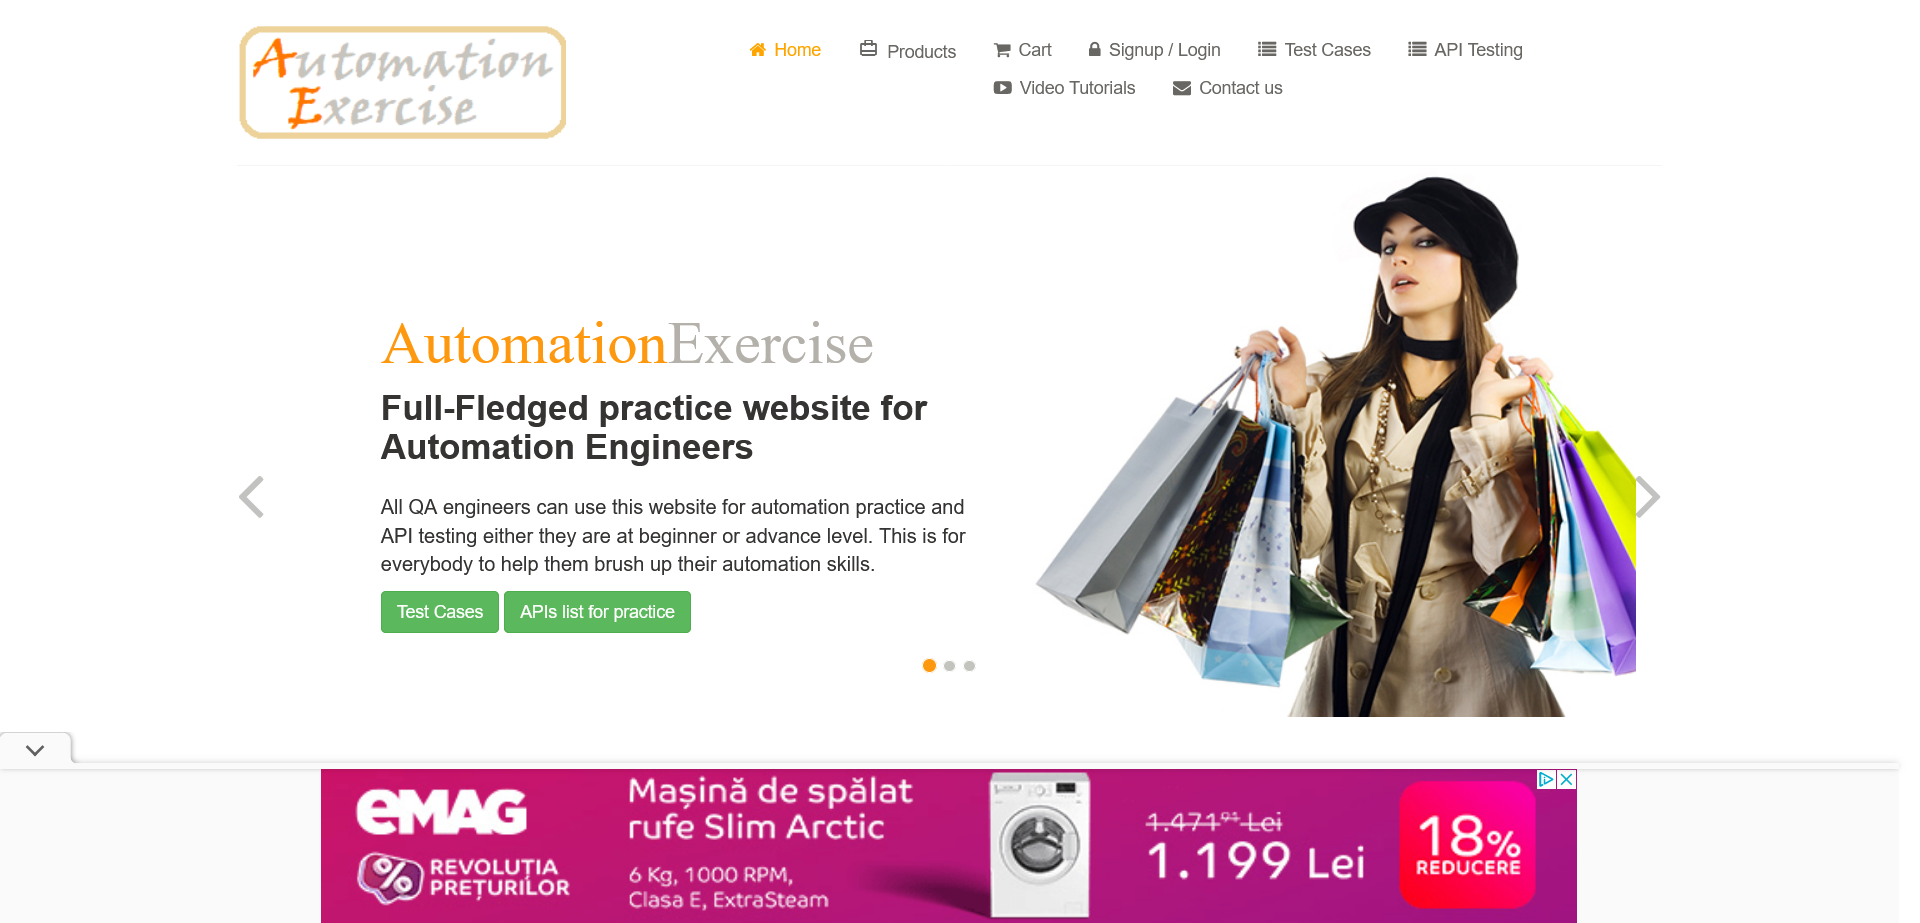 Automation
Exercise
Home
Products
Cart
Signup / Login
Test Cases
API Testing
Video Tutorials
Contact us
AutomationExercise
Full-Fledged practice website for
Automation Engineers
All QA engineers can use this website for automation practice and
API testing either they are at beginner or advance level. This is for
everybody to help them brush up their automation skills.
Test Cases
APIs list for practice
eMAG
% REVOLUȚIA
PREȚURILOR
Mașină de spălat
rufe Slim Arctic
6 Kg, 1000 RPM,
Clasa E, ExtraSteam
1.471⁹¹ Lei
1.199 Lei
18%
REDUCERE